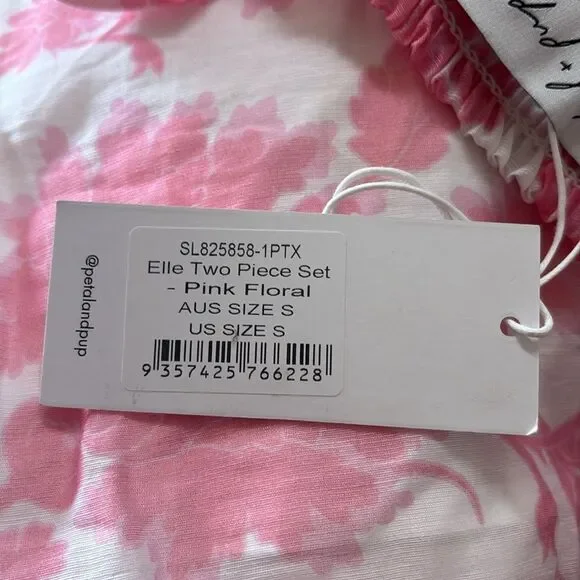 SL825858-1PTX
Elle Two Piece Set
- Pink Floral
AUS SIZE S
US SIZE S
9 357425 766228
@petalandpup